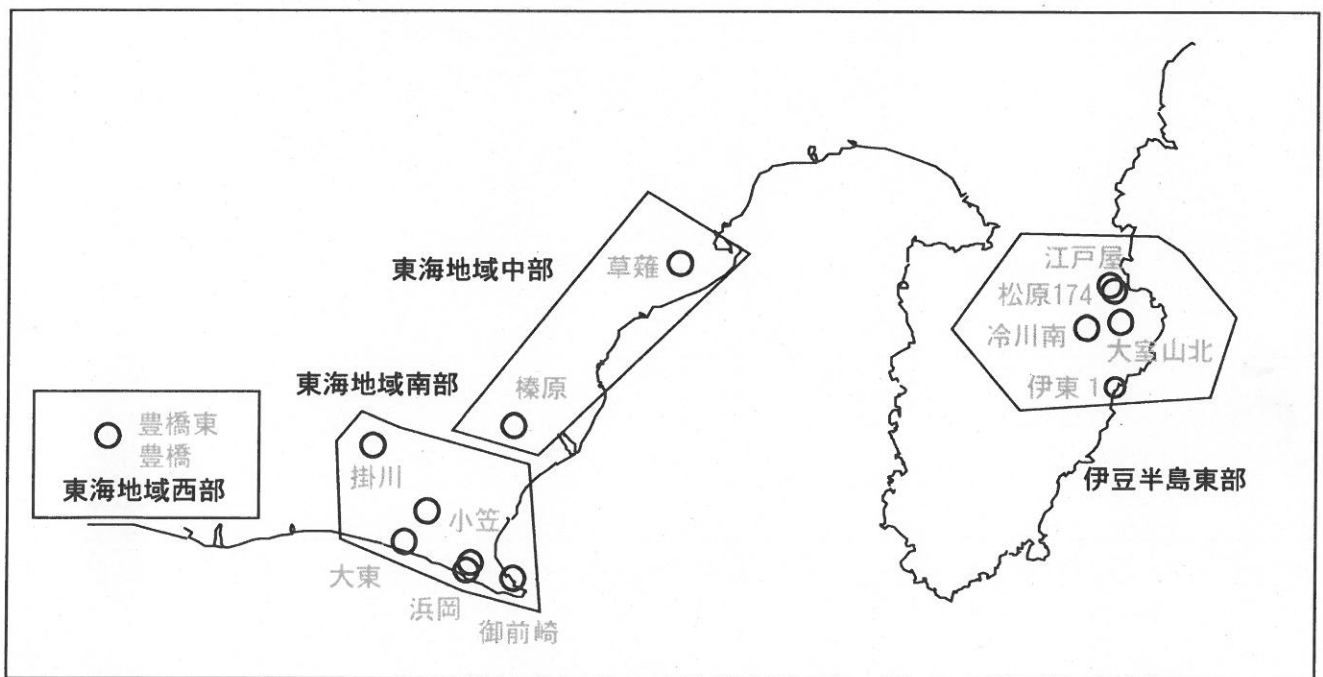 東海地域中部
草薙
榛原
東海地域南部
掛川
小笠
大東
浜岡
御前崎
豊橋東
豊橋
東海地域西部
江戸屋
松原174
冷川南
大室山北
伊東1
伊豆半島東部